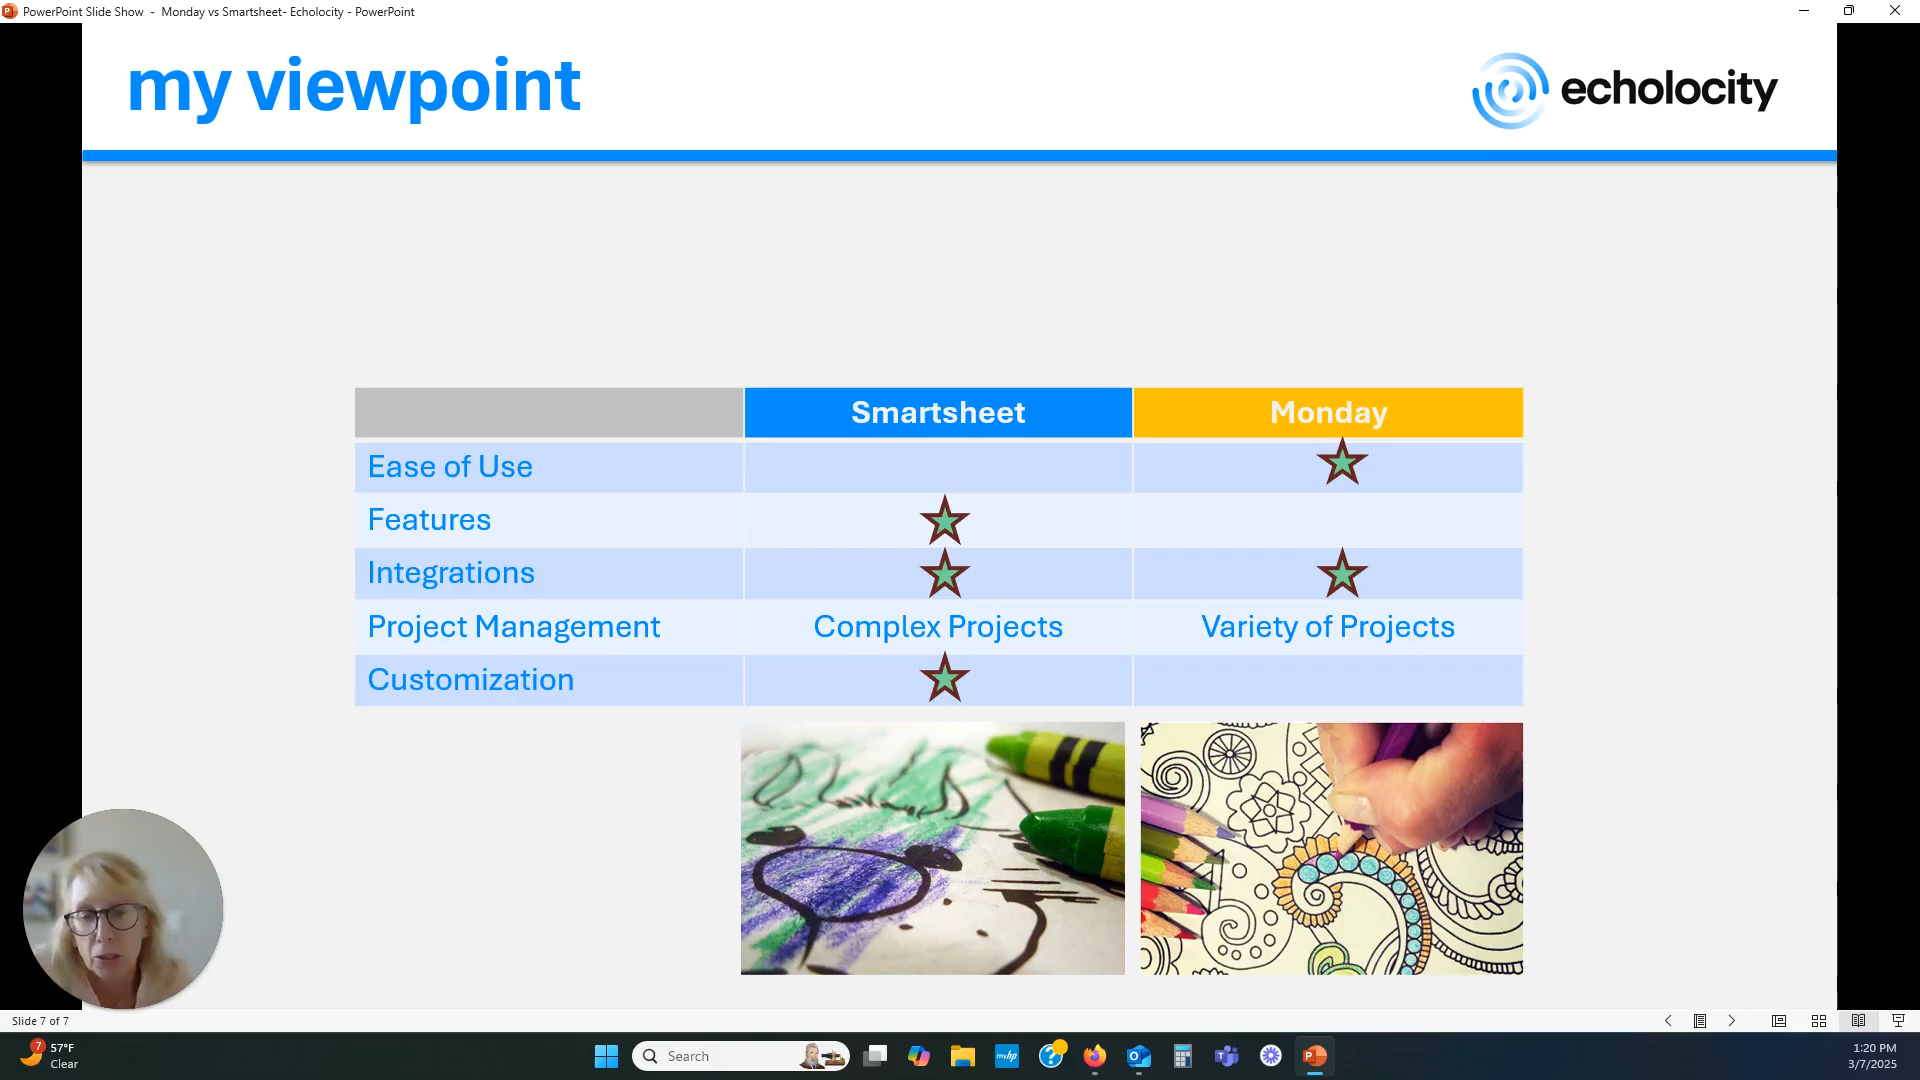 PowerPoint Slide Show - Monday vs Smartsheet- Echolocity - PowerPoint
my viewpoint
echolocity
Smartsheet Monday
Ease of Use
Features
Integrations
Project Management Complex Projects Variety of Projects
Customization
Slide 7 of 7
7
57°F
Clear
Search
myhp
1:20 PM
3/7/2025